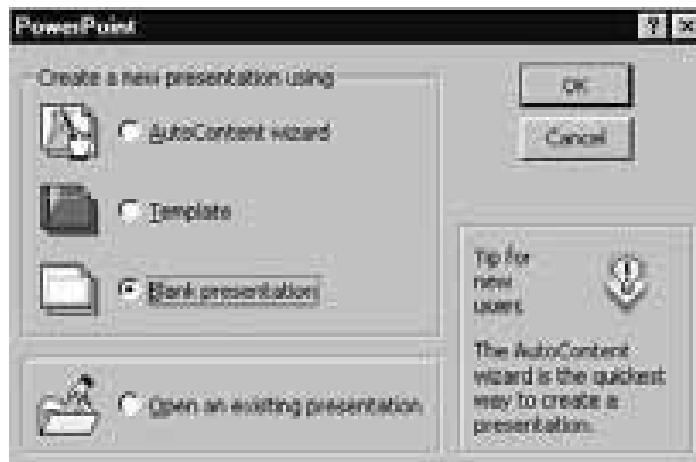 PowerPoint
Create a new presentation using
AutoContent wizard
Template
Blank presentation
Open an existing presentation
OK
Cancel
Tip for
new
users
The AutoContent
wizard is the quickest
way to create a
presentation.